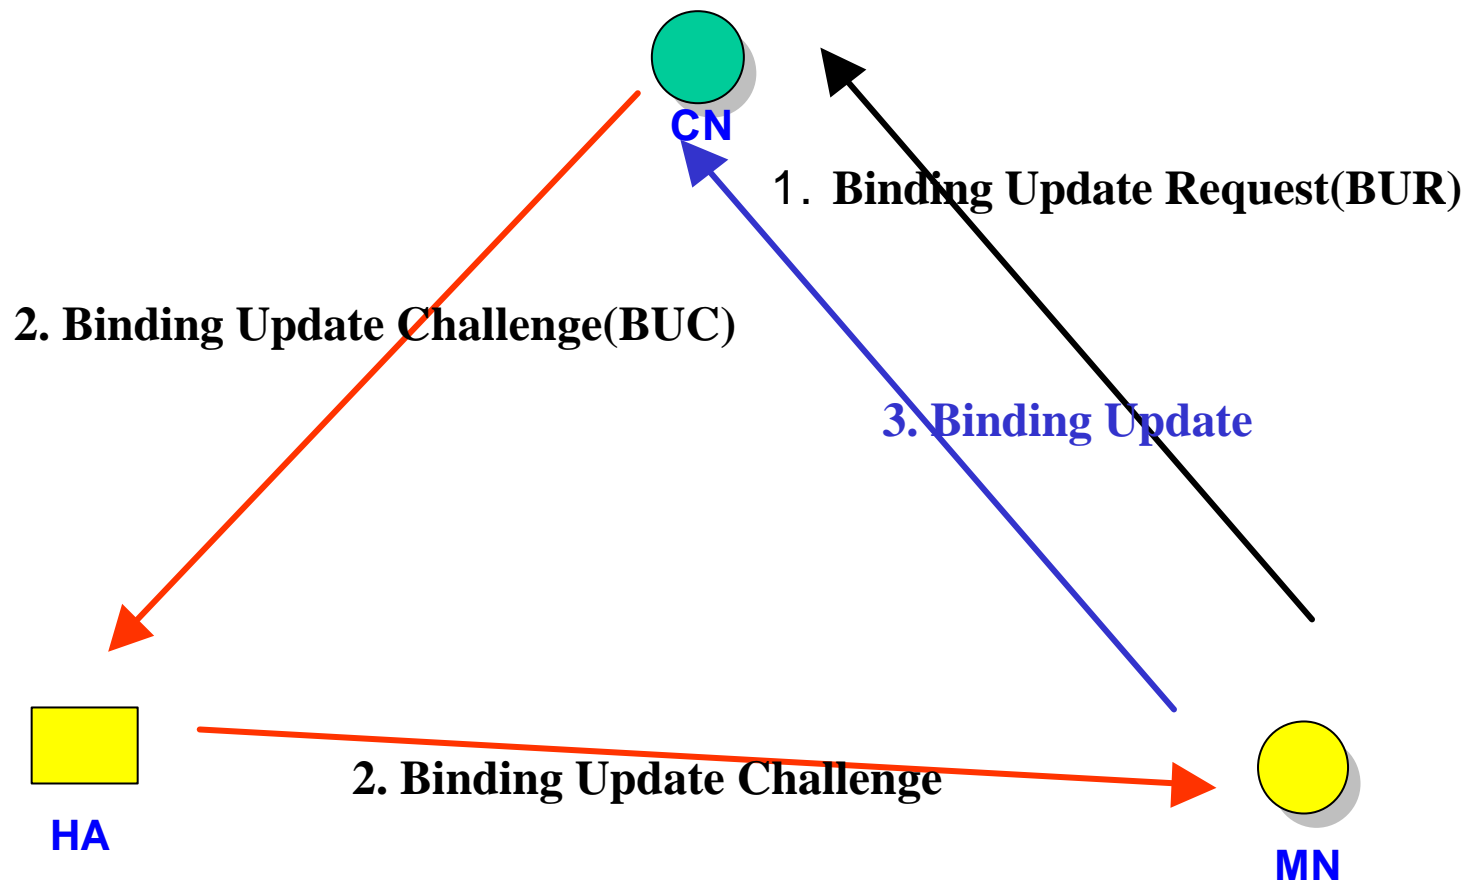 CN
1. Binding Update Request(BUR)
2. Binding Update Challenge(BUC)
3. Binding Update
2. Binding Update Challenge
HA
MN